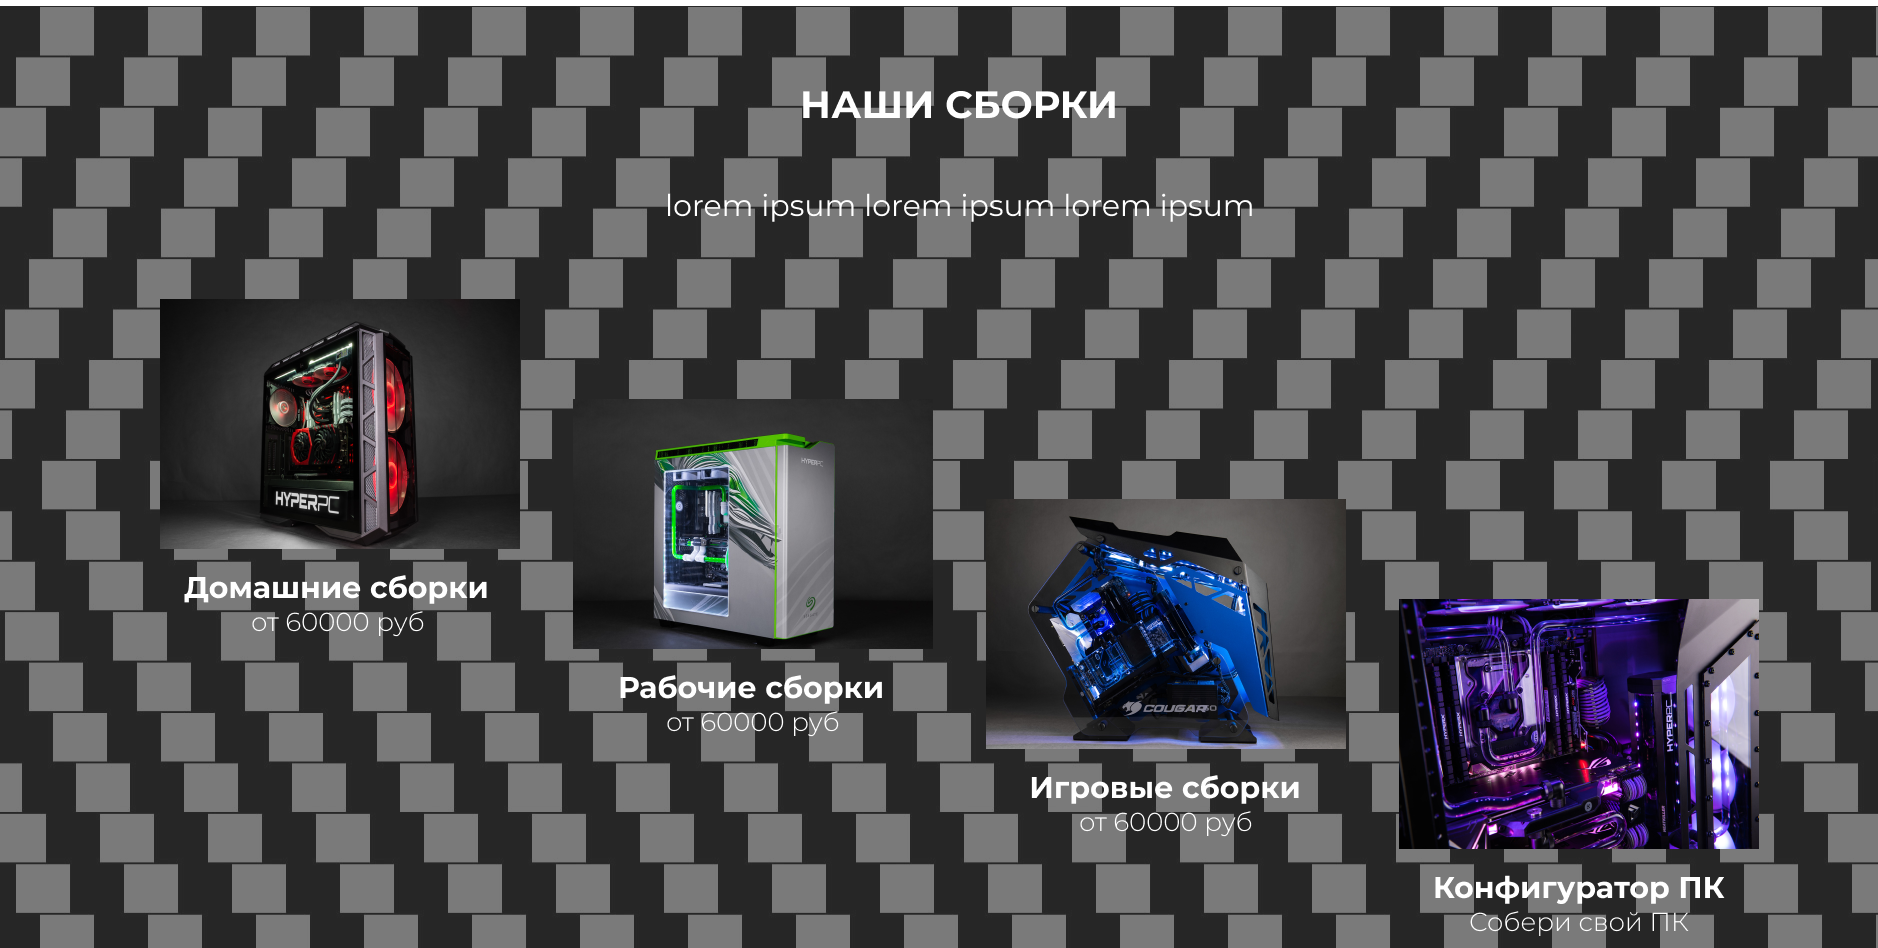 НАШИ СБОРКИ
lorem ipsum lorem ipsum lorem ipsum
HYPERPC
Домашние сборки
от 60000 руб
HYPERPC
Рабочие сборки
от 60000 руб
COUGAR
Игровые сборки
от 60000 руб
HYPERPC
Конфигуратор ПК
Собери свой ПК